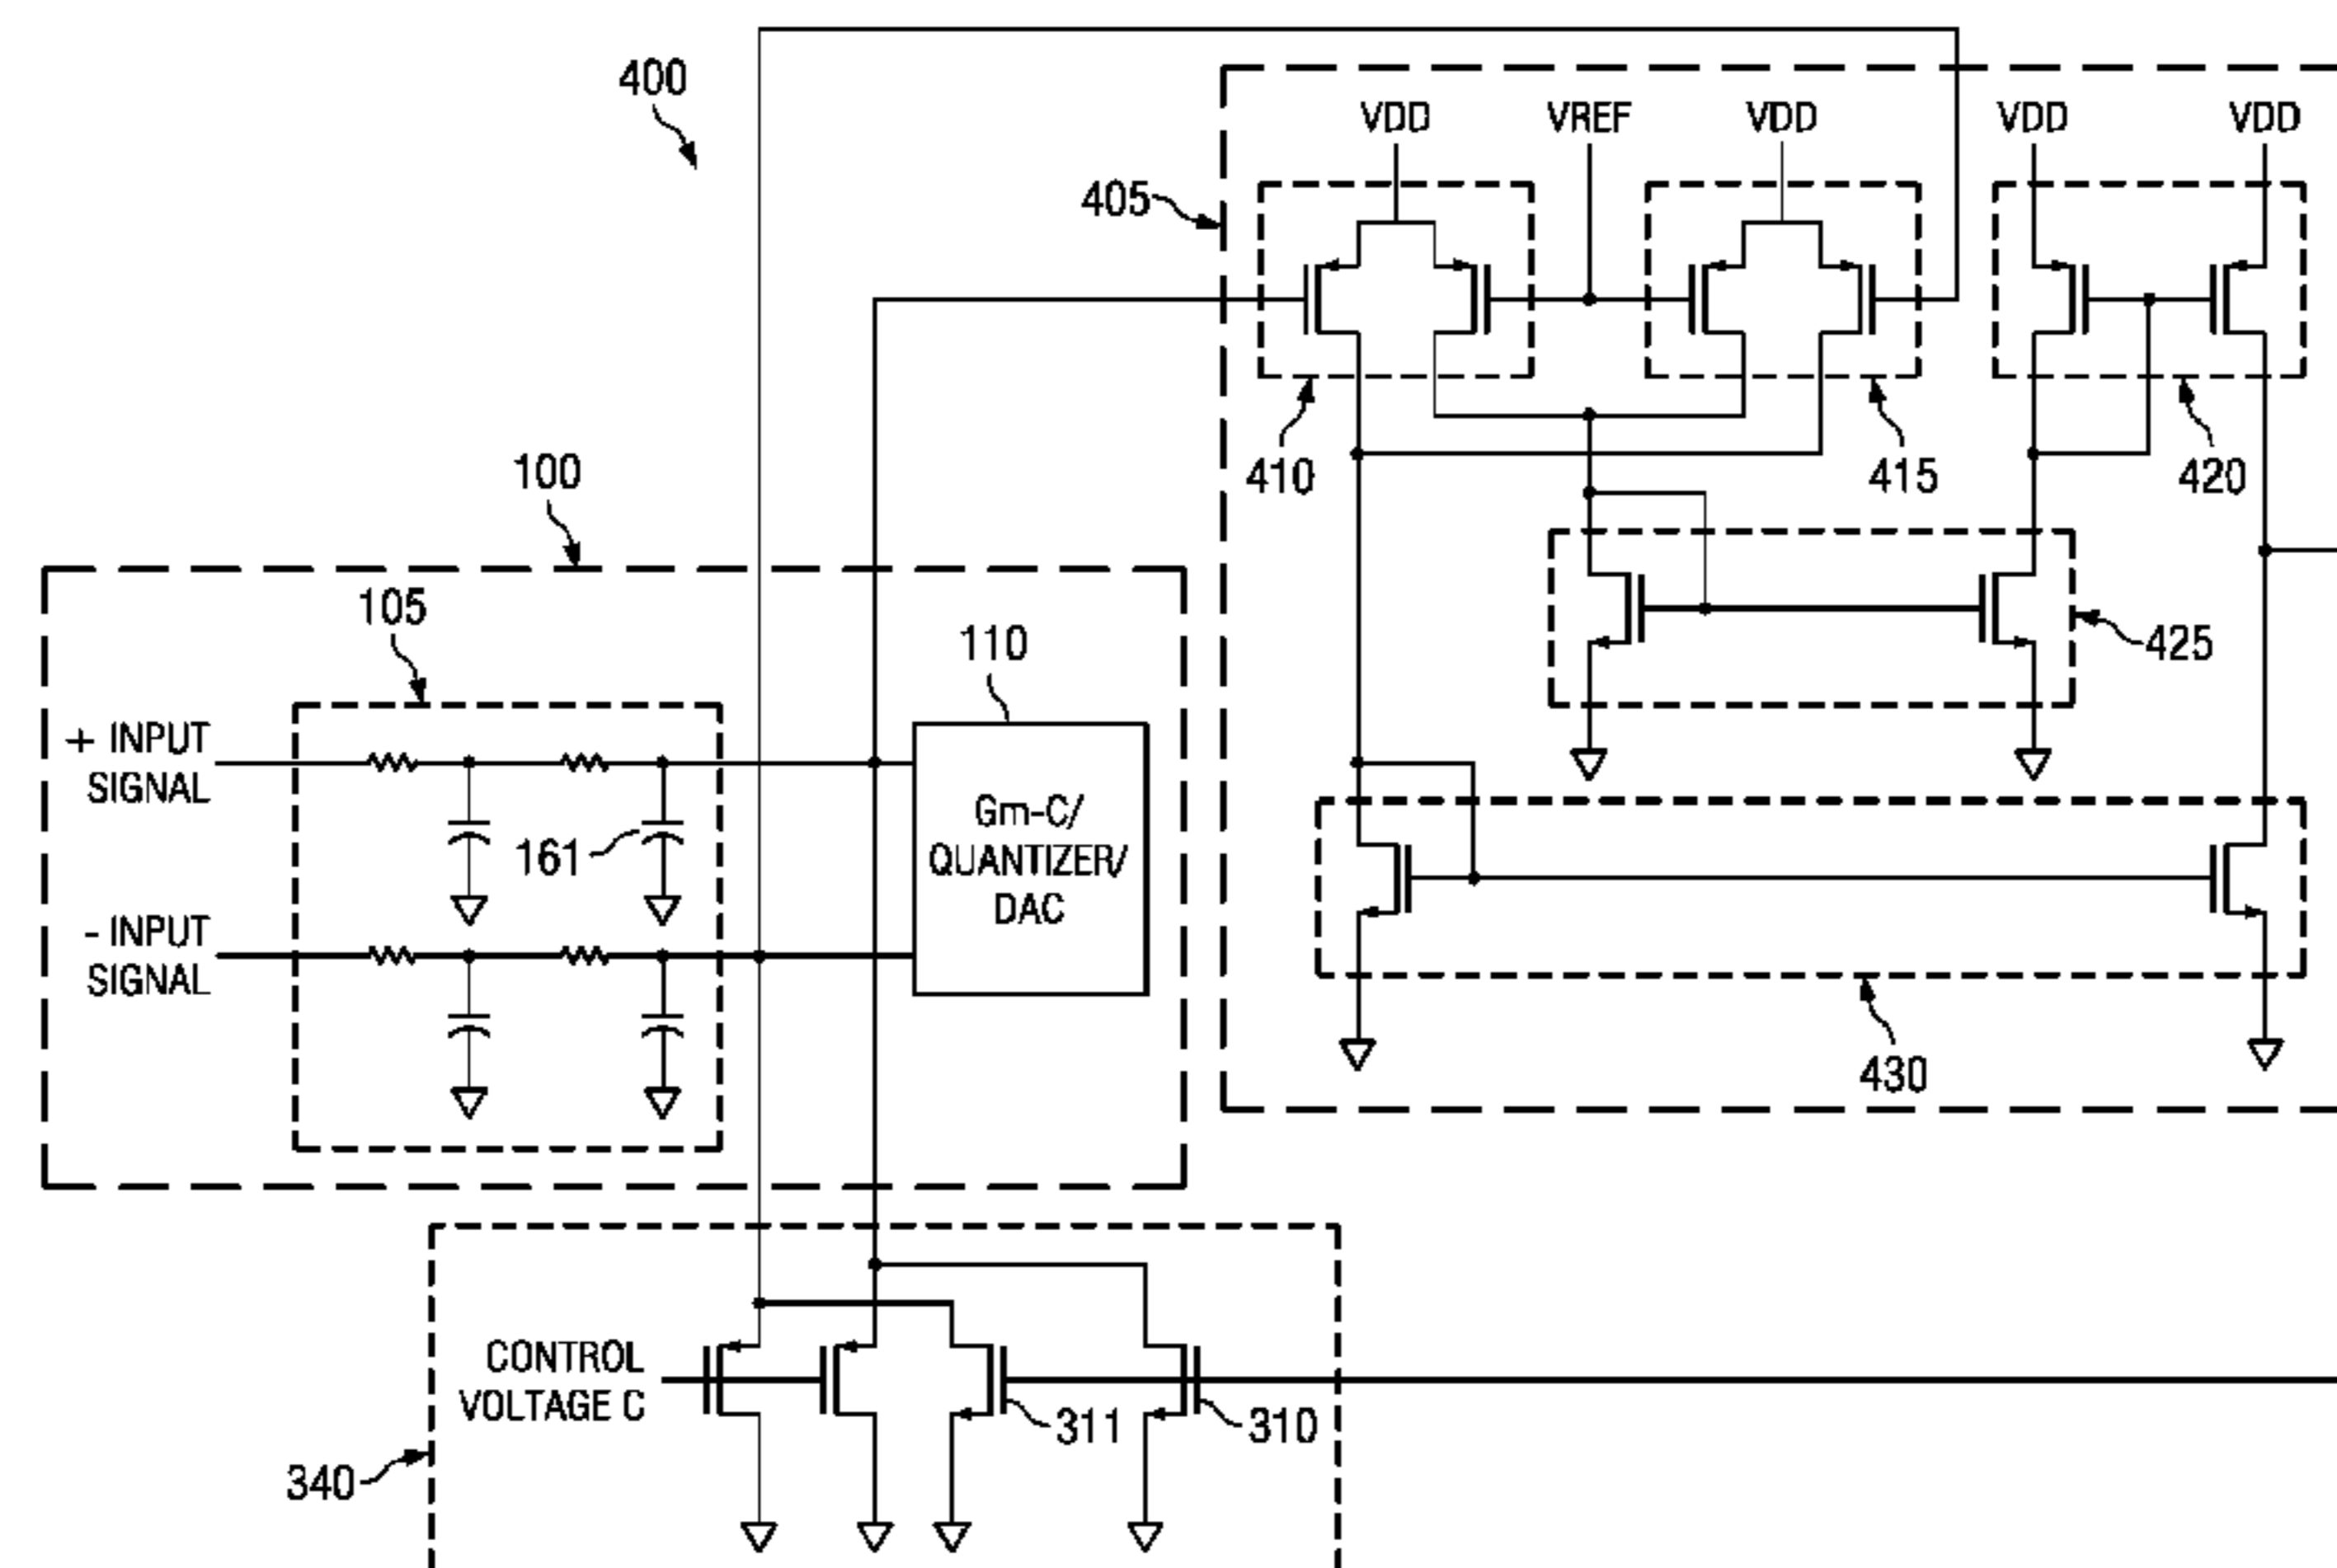 400
VDD
VREF
VDD
VDD
VDD
405
410
415
420
100
105
110
425
+ INPUT
SIGNAL
161
Gm-C/
QUANTIZER/
DAC
- INPUT
SIGNAL
430
CONTROL
VOLTAGE C
311
310
340